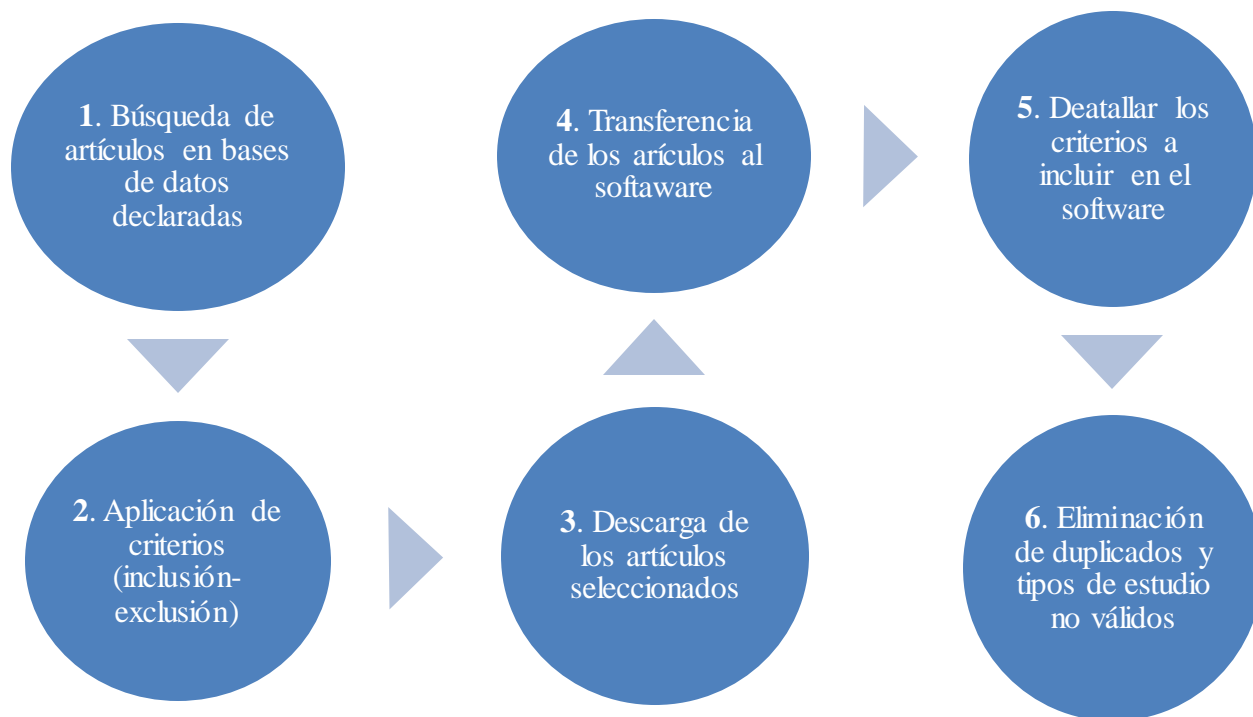 1. Búsqueda de
artículos en bases
de datos
declaradas
2. Aplicación de
criterios
(inclusión-
exclusión)
3. Descarga de
los artículos
seleccionados
4. Transferencia
de los arículos al
softaware
5. Deatallar los
criterios a
incluir en el
software
6. Eliminación
de duplicados y
tipos de estudio
no válidos